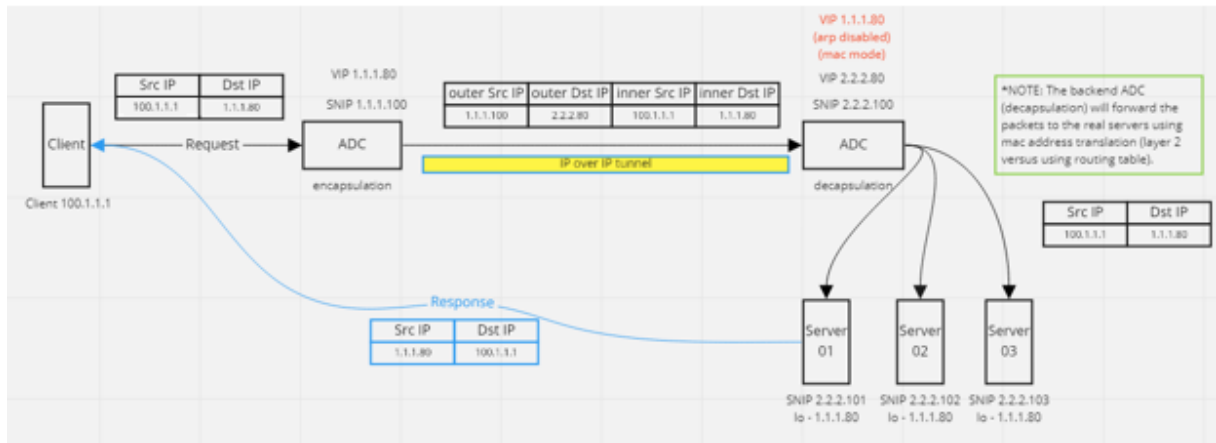 VIP 1.1.1.80
(arp disabled)
(mac mode)
VIP 1.1.1.80
VIP 2.2.2.80
Src IP Dst IP
100.1.1.1 1.1.1.80
SNIP 1.1.1.100
outer Src IP outer Dst IP inner Src IP inner Dst IP
1.1.1.100 2.2.2.80 100.1.1.1 1.1.1.80
SNIP 2.2.2.100
*NOTE: The backend ADC
(decapsulation) will forward the
packets to the real servers using
mac address translation (layer 2
versus using routing table).
Client
Request
ADC
IP over IP tunnel
ADC
encapsulation
decapsulation
Client 100.1.1.1
Src IP Dst IP
100.1.1.1 1.1.1.80
Response
Src IP Dst IP
1.1.1.80 100.1.1.1
Server
01
Server
02
Server
03
SNIP 2.2.2.101
lo - 1.1.1.80
SNIP 2.2.2.102
lo - 1.1.1.80
SNIP 2.2.2.103
lo - 1.1.1.80